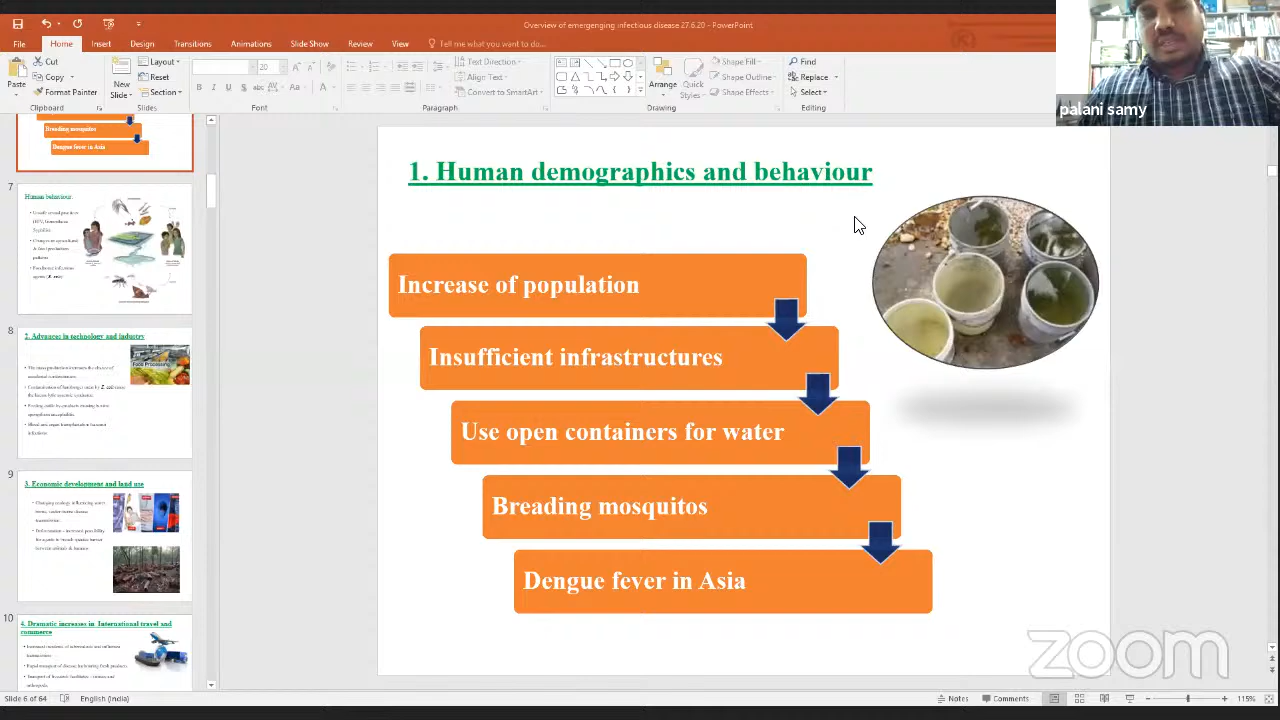 Overview of emergenging infectious disease 27.6.20 - PowerPoint
File Home Insert Design Transitions Animations Slide Show Review View Tell me what you want to do...
Paste
Cut
Copy
Format Painter
Clipboard
New Slide
Layout
Reset
Section
Slides
20
Font
Text Direction
Align Text
Convert to SmartArt
Paragraph
Arrange
Quick Styles
Shape Fill
Shape Outline
Shape Effects
Drawing
Find
Replace
Select
Editing
palani samy
Breading mosquitos
Dengue fever in Asia
7
Human behaviour:
8
2. Advances in technology and industry
Food Processing
9
3. Economic development and land use
10
4. Dramatic increases in International travel and
commerce
1. Human demographics and behaviour
Increase of population
Insufficient infrastructures
Use open containers for water
Breading mosquitos
Dengue fever in Asia
zoom
Slide 6 of 64 English (India) Notes Comments 115%